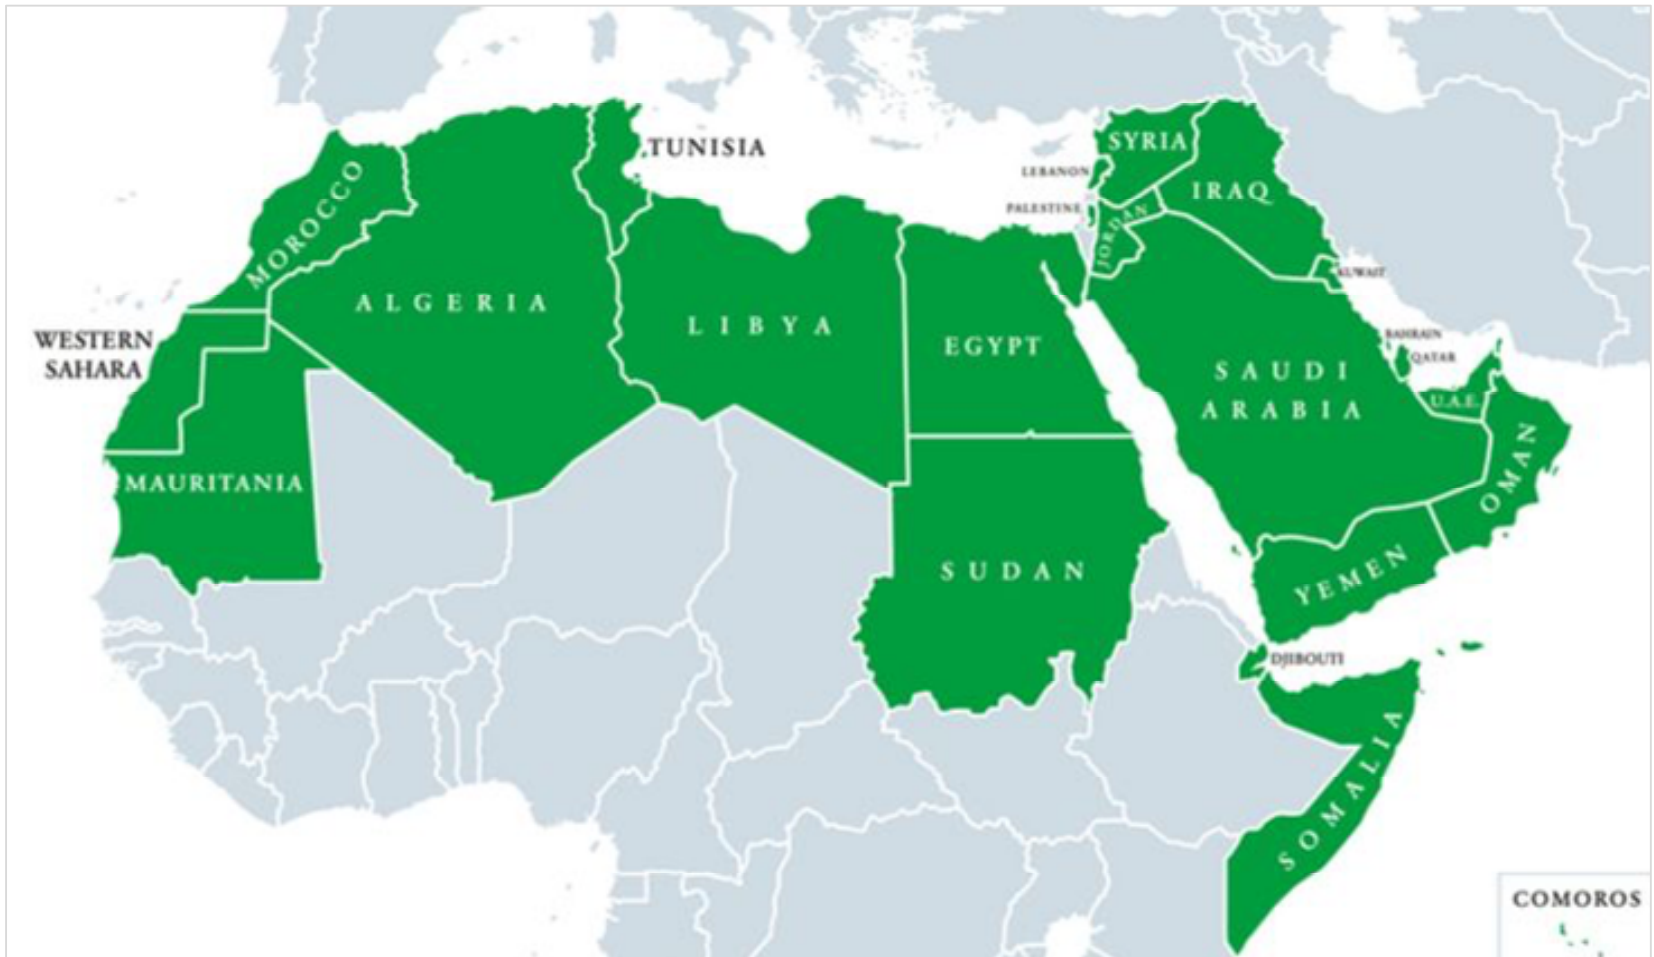 TUNISIA
SYRIA
MOROCCO
LEBANON
IRAQ
PALESTINE
JORDAN
KUWAIT
ALGERIA
LIBYA
WESTERN
SAHARA
EGYPT
BAHRAIN
QATAR
SAUDI
ARABIA
U.A.E.
MAURITANIA
OMAN
SUDAN
YEMEN
DJIBOUTI
SOMALIA
COMOROS